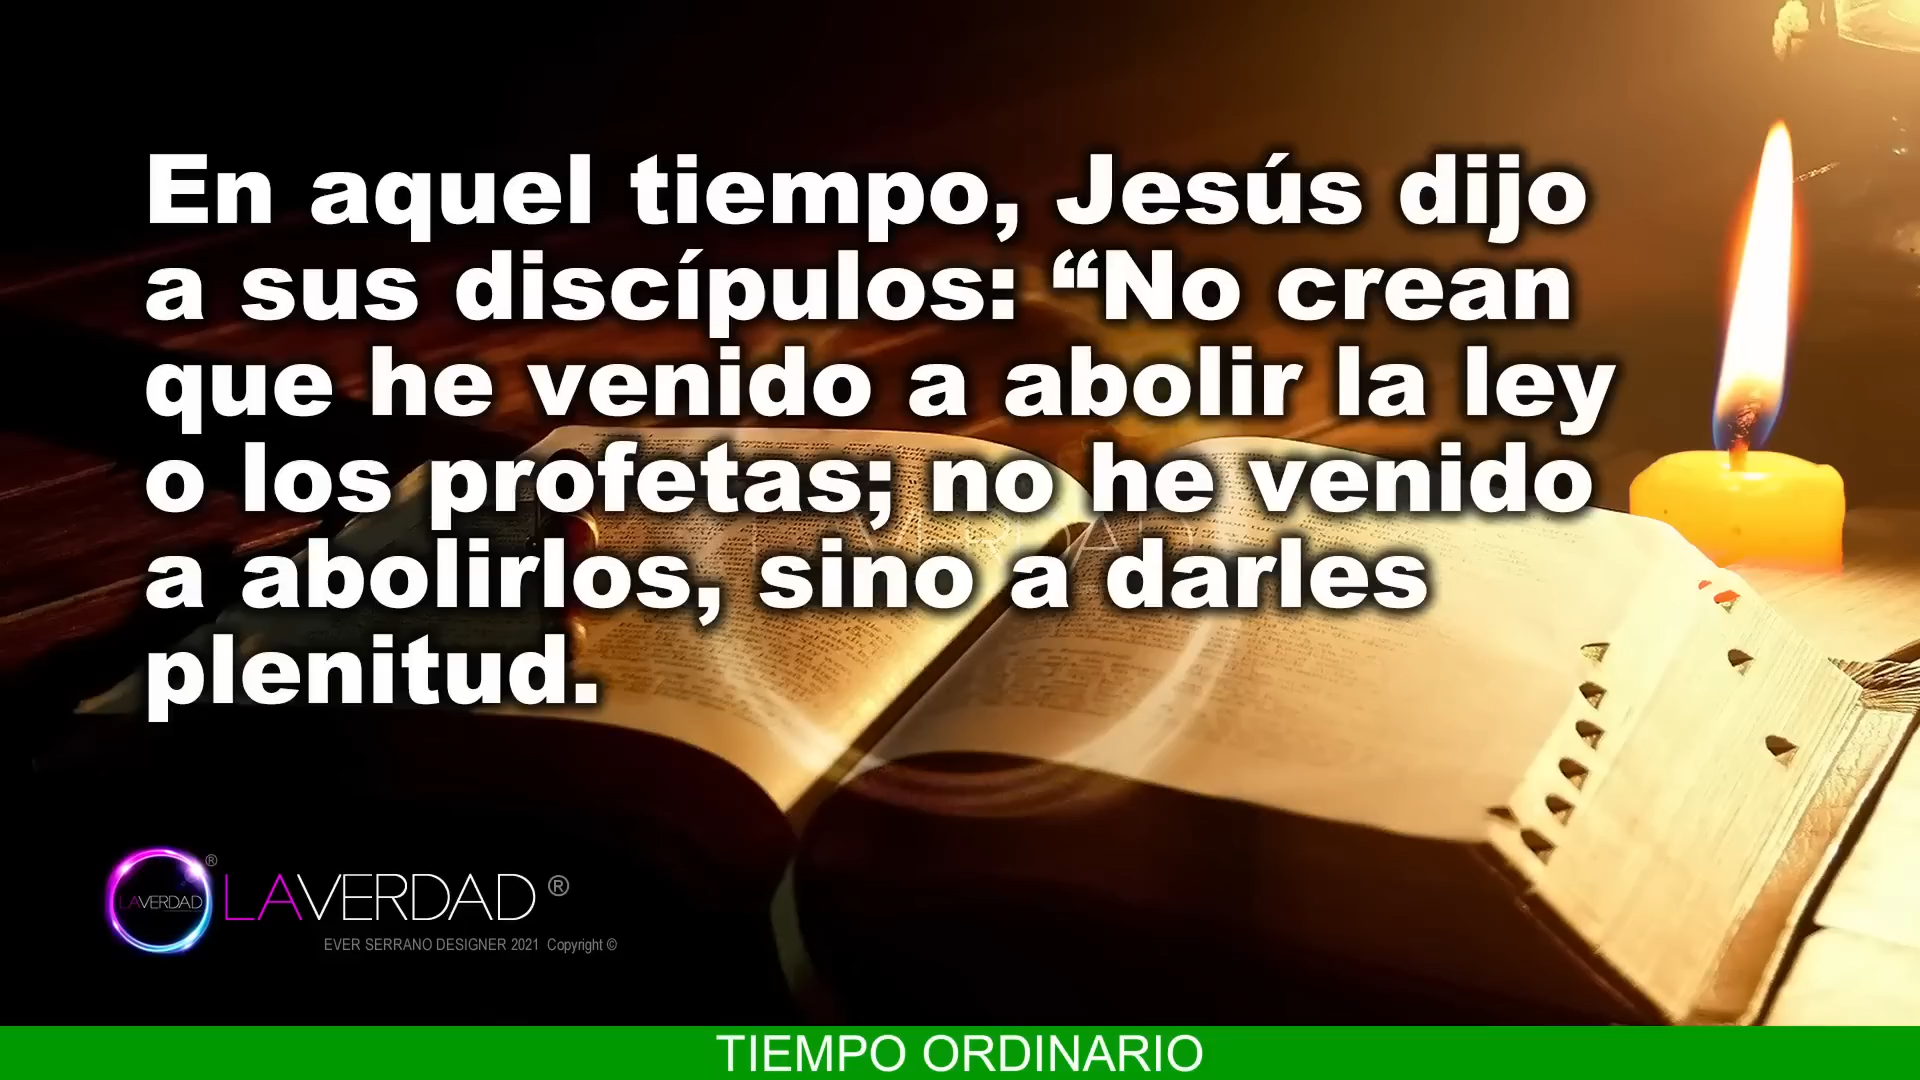 En aquel tiempo, Jesús dijo
a sus discípulos: “No crean
que he venido a abolir la ley
o los profetas; no he venido
a abolirlos, sino a darles
plenitud.
LAVERDAD ® LAVERDAD ®
EVER SERRANO DESIGNER 2021 Copyright ©
TIEMPO ORDINARIO